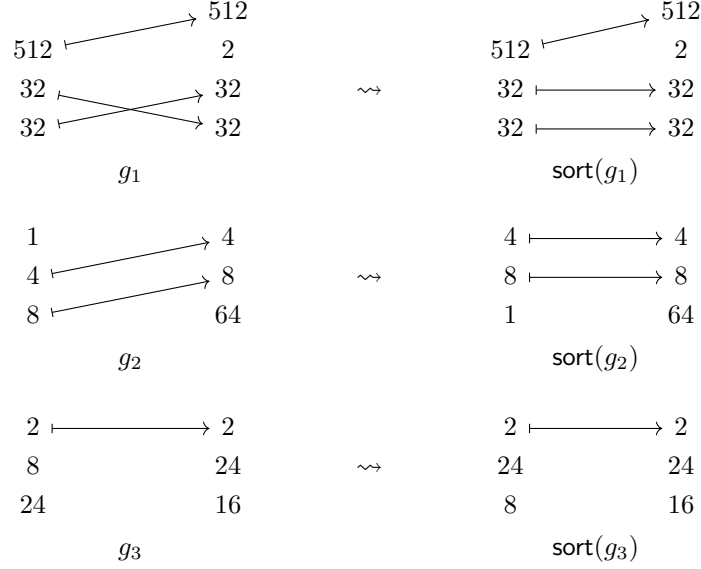 512 512
512 2 512 2
32 32 ⇝ 32 32
32 32 32 32
g₁ sort(g₁)
1 4 4 4
4 8 ⇝ 8 8
8 64 1 64
g₂ sort(g₂)
2 2 2 2
8 24 ⇝ 24 24
24 16 8 16
g₃ sort(g₃)